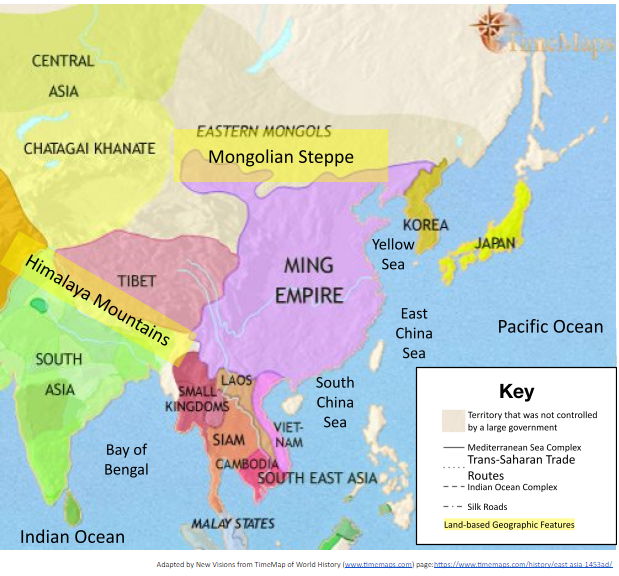 TimeMaps
CENTRAL
ASIA
EASTERN MONGOLS
CHATAGAI KHANATE
Mongolian Steppe
KOREA
JAPAN
Yellow
Sea
Himalaya Mountains
TIBET
MING
EMPIRE
East
China
Sea
Pacific Ocean
SOUTH
ASIA
LAOS
SMALL
KINGDOMS
South
China
Sea
VIET-
NAM
SIAM
Bay of
Bengal
CAMBODIA
SOUTH EAST ASIA
MALAY STATES
Indian Ocean
Key
Territory that was not controlled
by a large government
Mediterranean Sea Complex
Trans-Saharan Trade
Routes
Indian Ocean Complex
Silk Roads
Land-based Geographic Features
Adapted by New Visions from TimeMap of World History (www.timemaps.com) page:https://www.timemaps.com/history/east-asia-1453ad/